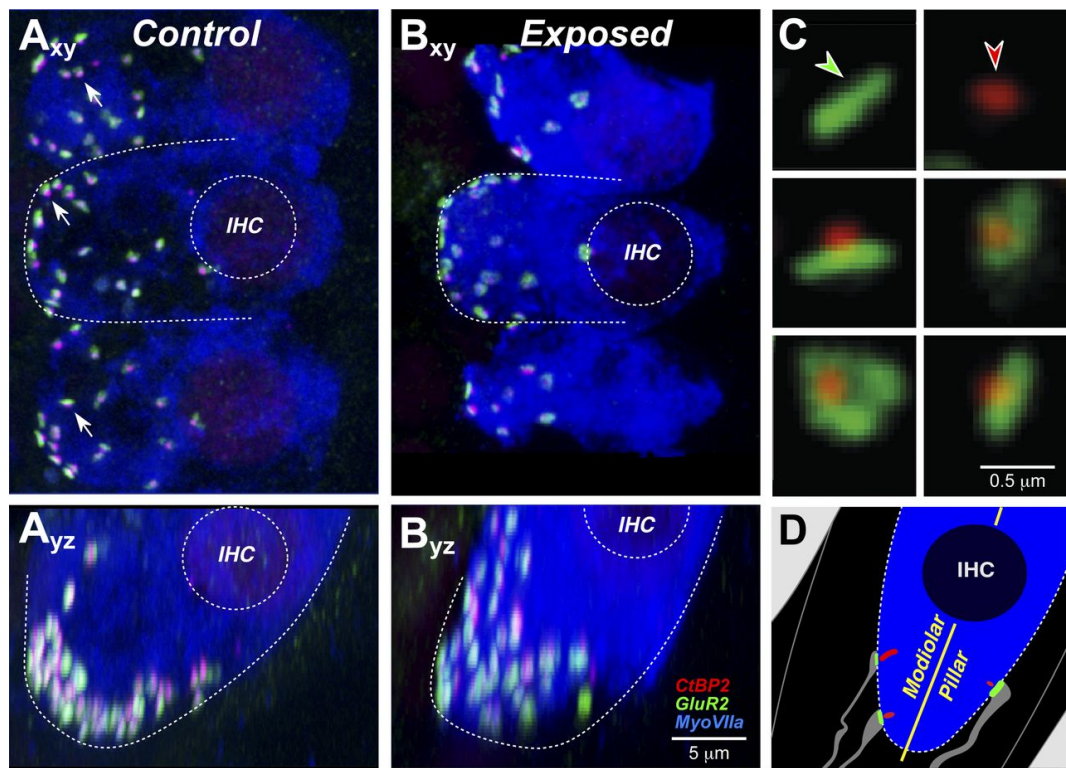 Axy Control
Bxy Exposed
C
IHC
IHC
0.5 μm
Ayz
IHC
Byz
IHC
CtBP2
GluR2
MyoVIIa
5 μm
D
IHC
Modiolar
Pillar